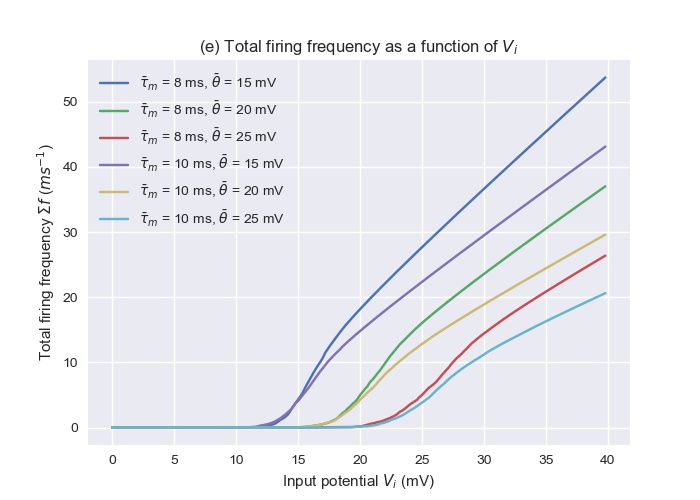 (e) Total firing frequency as a function of $V_i$
$\bar{\tau}_m$ = 8 ms, $\bar{\theta}$ = 15 mV
$\bar{\tau}_m$ = 8 ms, $\bar{\theta}$ = 20 mV
$\bar{\tau}_m$ = 8 ms, $\bar{\theta}$ = 25 mV
$\bar{\tau}_m$ = 10 ms, $\bar{\theta}$ = 15 mV
$\bar{\tau}_m$ = 10 ms, $\bar{\theta}$ = 20 mV
$\bar{\tau}_m$ = 10 ms, $\bar{\theta}$ = 25 mV
Total firing frequency $\Sigma f$ $(ms^{-1})$
50
40
30
20
10
0
0 5 10 15 20 25 30 35 40
Input potential $V_i$ (mV)